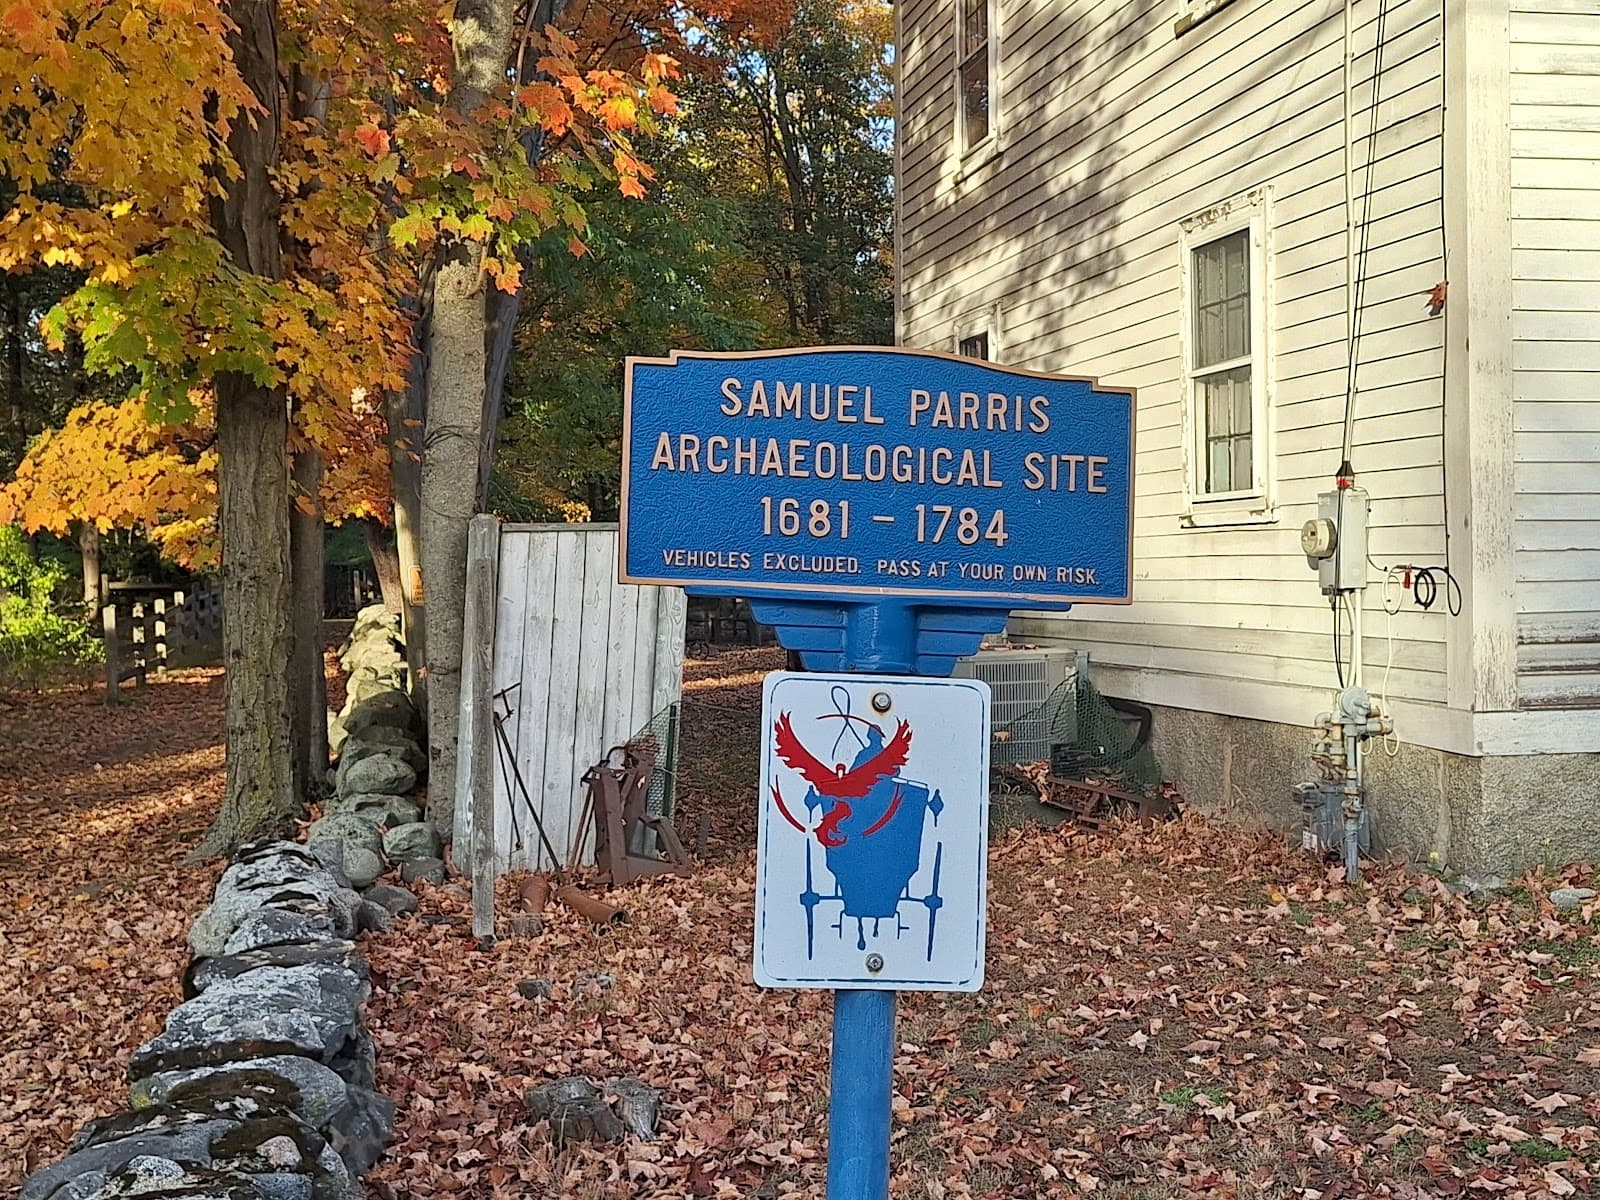 SAMUEL PARRIS
ARCHAEOLOGICAL SITE
1681 - 1784
VEHICLES EXCLUDED. PASS AT YOUR OWN RISK.